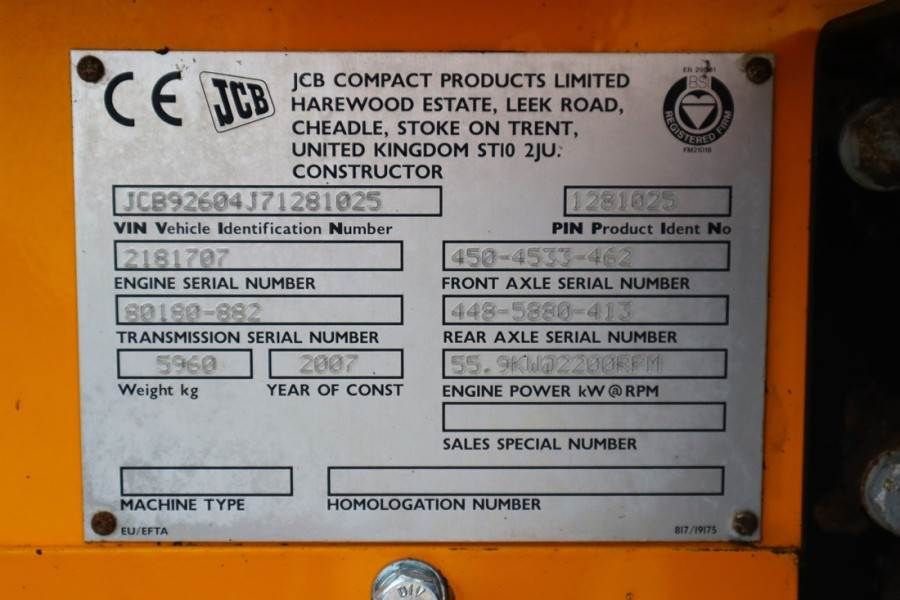 CE
JCB
JCB COMPACT PRODUCTS LIMITED
HAREWOOD ESTATE, LEEK ROAD,
CHEADLE, STOKE ON TRENT,
UNITED KINGDOM ST10 2JU.
CONSTRUCTOR
BSI
REGISTERED FIRM
FM21018
JCB92604J71281025
1281025
VIN Vehicle Identification Number
PIN Product Ident No
2181707
450-4533-462
ENGINE SERIAL NUMBER
FRONT AXLE SERIAL NUMBER
80180-882
448-5880-413
TRANSMISSION SERIAL NUMBER
REAR AXLE SERIAL NUMBER
5960
2007
55.9KW@2200RPM
Weight kg
YEAR OF CONST
ENGINE POWER kW @ RPM
SALES SPECIAL NUMBER
MACHINE TYPE
HOMOLOGATION NUMBER
EU/EFTA
817/19175